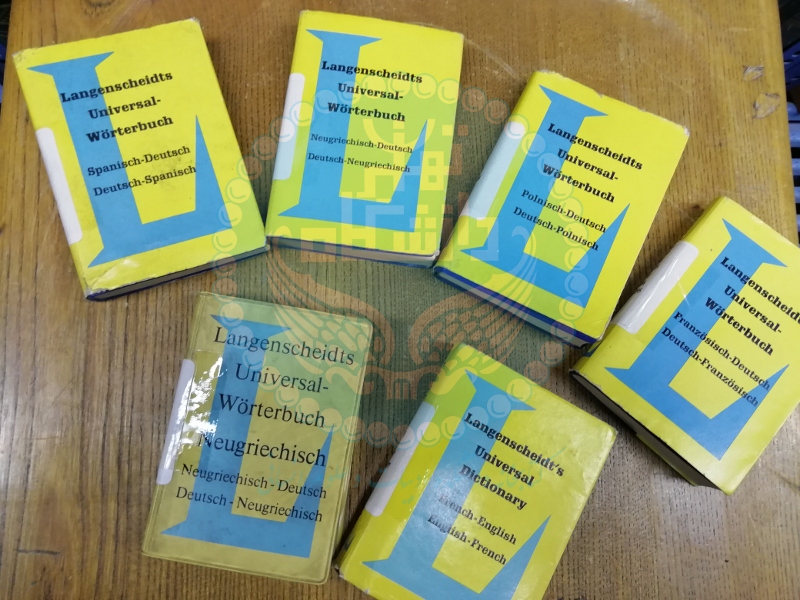 Langenscheidts
Universal-
Wörterbuch
Spanisch-Deutsch
Deutsch-Spanisch
Langenscheidts
Universal-
Wörterbuch
Neugriechisch-Deutsch
Deutsch-Neugriechisch
Langenscheidts
Universal-
Wörterbuch
Polnisch-Deutsch
Deutsch-Polnisch
Langenscheidts
Universal-
Wörterbuch
Französisch-Deutsch
Deutsch-Französisch
Langenscheidts
Universal-
Wörterbuch
Neugriechisch
Neugriechisch - Deutsch
Deutsch - Neugriechisch
Langenscheidt's
Universal
Dictionary
French-English
English-French